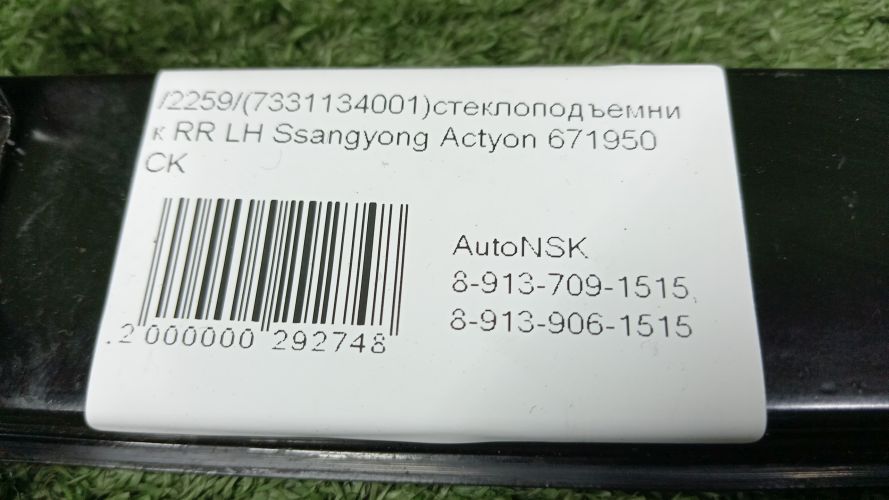 /2259/(7331134001)стеклоподъемни
к RR LH Ssangyong Actyon 671950
СК
AutoNSK
8-913-709-1515,
8-913-906-1515
2 000000 292748